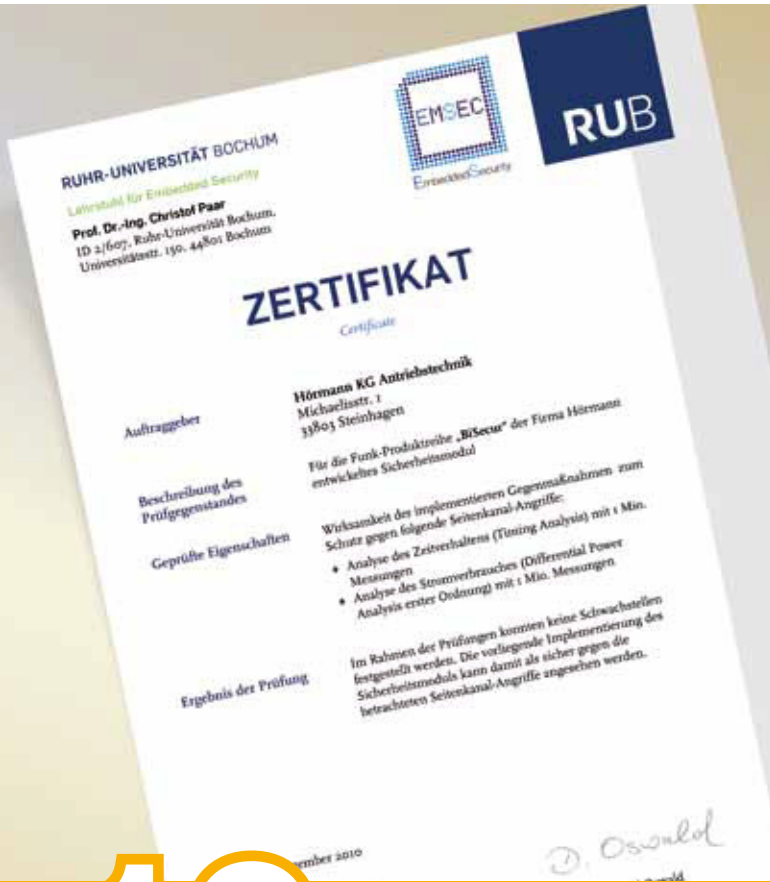 RUHR-UNIVERSITÄT BOCHUM
Lehrstuhl für Embedded Security
Prof. Dr.-Ing. Christof Paar
ID 2/607, Ruhr-Universität Bochum,
Universitätsstr. 150, 44801 Bochum
EMSEC
EmbeddedSecurity
RUB
ZERTIFIKAT
Certificate
Auftraggeber
Hörmann KG Antriebstechnik
Michaelisstr. 1
33803 Steinhagen
Beschreibung des
Prüfgegenstandes
Für die Funk-Produktreihe „BiSecur" der Firma Hörmann
entwickeltes Sicherheitsmodul
Geprüfte Eigenschaften
Wirksamkeit des implementierten Gegenmaßnahmen zum
Schutz gegen folgende Seitenkanal-Angriffe:
• Analyse des Zeitverhaltens (Timing Analysis) mit 1 Min.
Messungen
• Analyse des Stromverbrauches (Differential Power
Analysis erster Ordnung) mit 1 Min. Messungen
Ergebnis der Prüfung
Im Rahmen der Prüfungen konnten keine Schwachstellen
festgestellt werden. Die vorliegende Implementierung des
Sicherheitsmoduls kann damit als sicher gegen die
betrachteten Seitenkanal-Angriffe angesehen werden.
ember 2010
D. Oswald